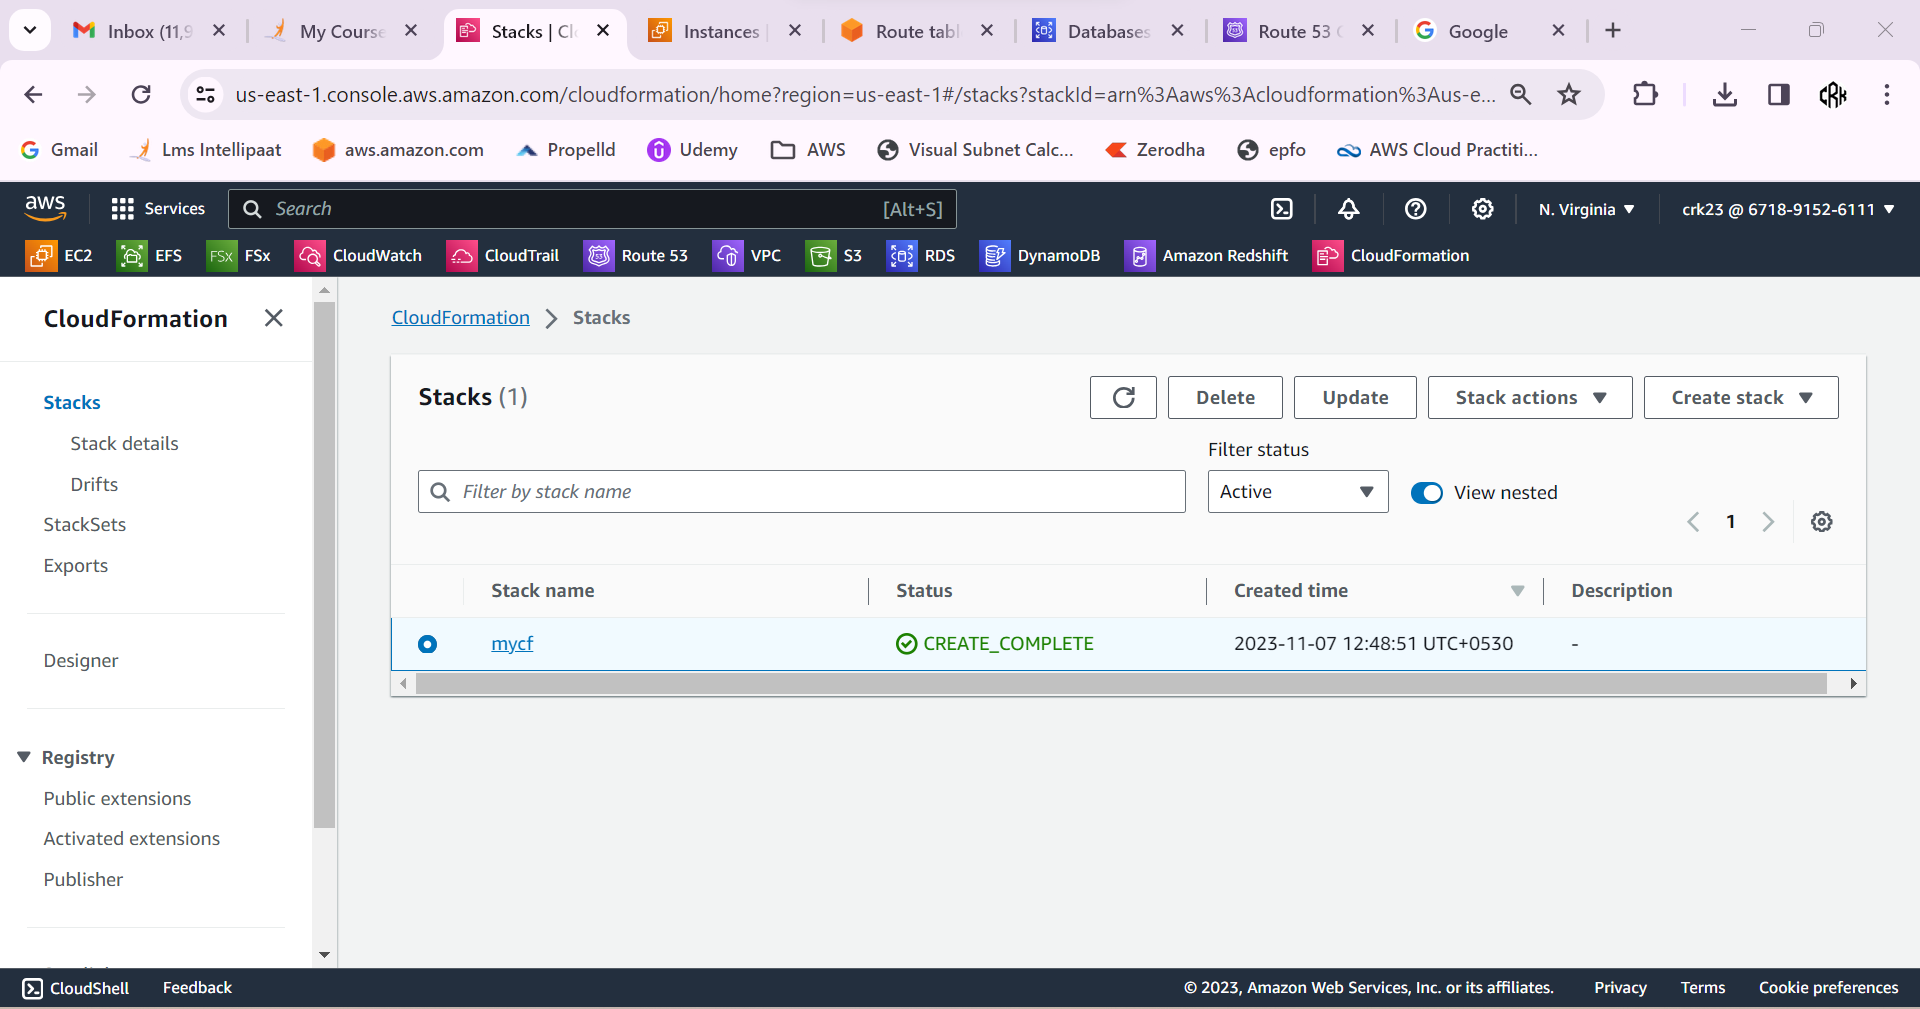 Inbox (11,9
My Course
Stacks | Cl
Instances
Route tabl
Databases
Route 53 C
Google
us-east-1.console.aws.amazon.com/cloudformation/home?region=us-east-1#/stacks?stackId=arn%3Aaws%3Acloudformation%3Aus-e...
CRK
Gmail
Lms Intellipaat
aws.amazon.com
Propelld
Udemy
AWS
Visual Subnet Calc...
Zerodha
epfo
AWS Cloud Practiti...
aws
Services
Search
[Alt+S]
N. Virginia
crk23 @ 6718-9152-6111
EC2
EFS
FSx
FSx
CloudWatch
CloudTrail
53
Route 53
VPC
S3
RDS
DynamoDB
Amazon Redshift
CloudFormation
CloudFormation
Stacks
Stack details
Drifts
StackSets
Exports
Designer
Registry
Public extensions
Activated extensions
Publisher
CloudFormation
Stacks
Stacks (1)
Delete
Update
Stack actions
Create stack
Filter by stack name
Filter status
Active
View nested
1
Stack name
Status
Created time
Description
mycf
CREATE_COMPLETE
2023-11-07 12:48:51 UTC+0530
-
CloudShell
Feedback
© 2023, Amazon Web Services, Inc. or its affiliates.
Privacy
Terms
Cookie preferences